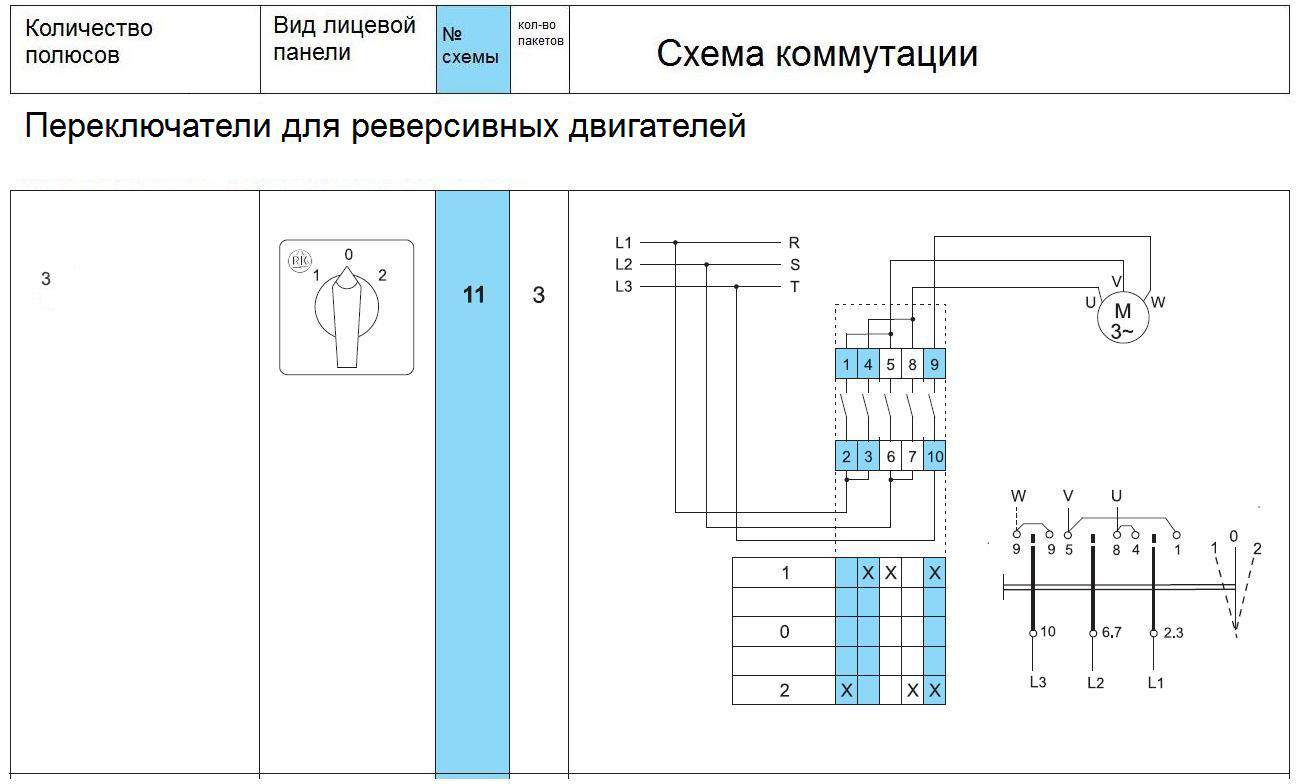 Количество
полюсов
Вид лицевой
панели
№
схемы
кол-во
пакетов
Схема коммутации
Переключатели для реверсивных двигателей
3
RK
0
1 2
11
3
L1 R
L2 S
L3 T
U V W
M
3~
1 4 5 8 9
2 3 6 7 10
1 X X X
0
2 X X X
W V U
9 9 5 8 4 1
1 0 2
10 6,7 2.3
L3 L2 L1